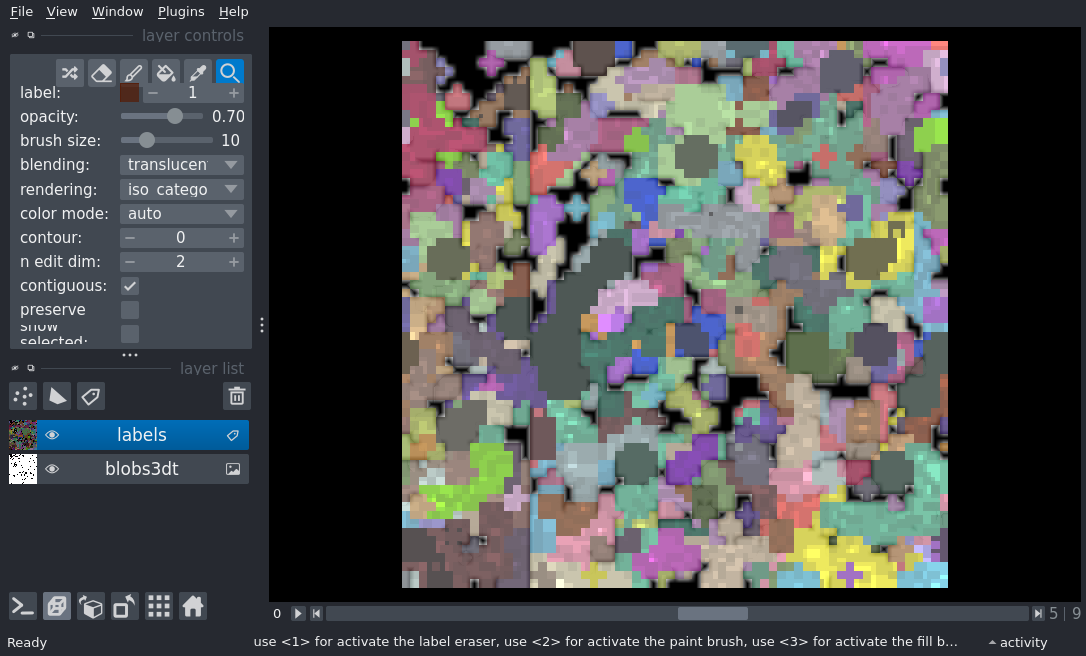 File View Window Plugins Help
layer controls
label: 1
opacity: 0.70
brush size: 10
blending: translucen
rendering: iso catego
color mode: auto
contour: 0
n edit dim: 2
contiguous:
preserve
show
selected:
layer list
labels
blobs3dt
0 5 | 9
Ready use <1> for activate the label eraser, use <2> for activate the paint brush, use <3> for activate the fill b... activity